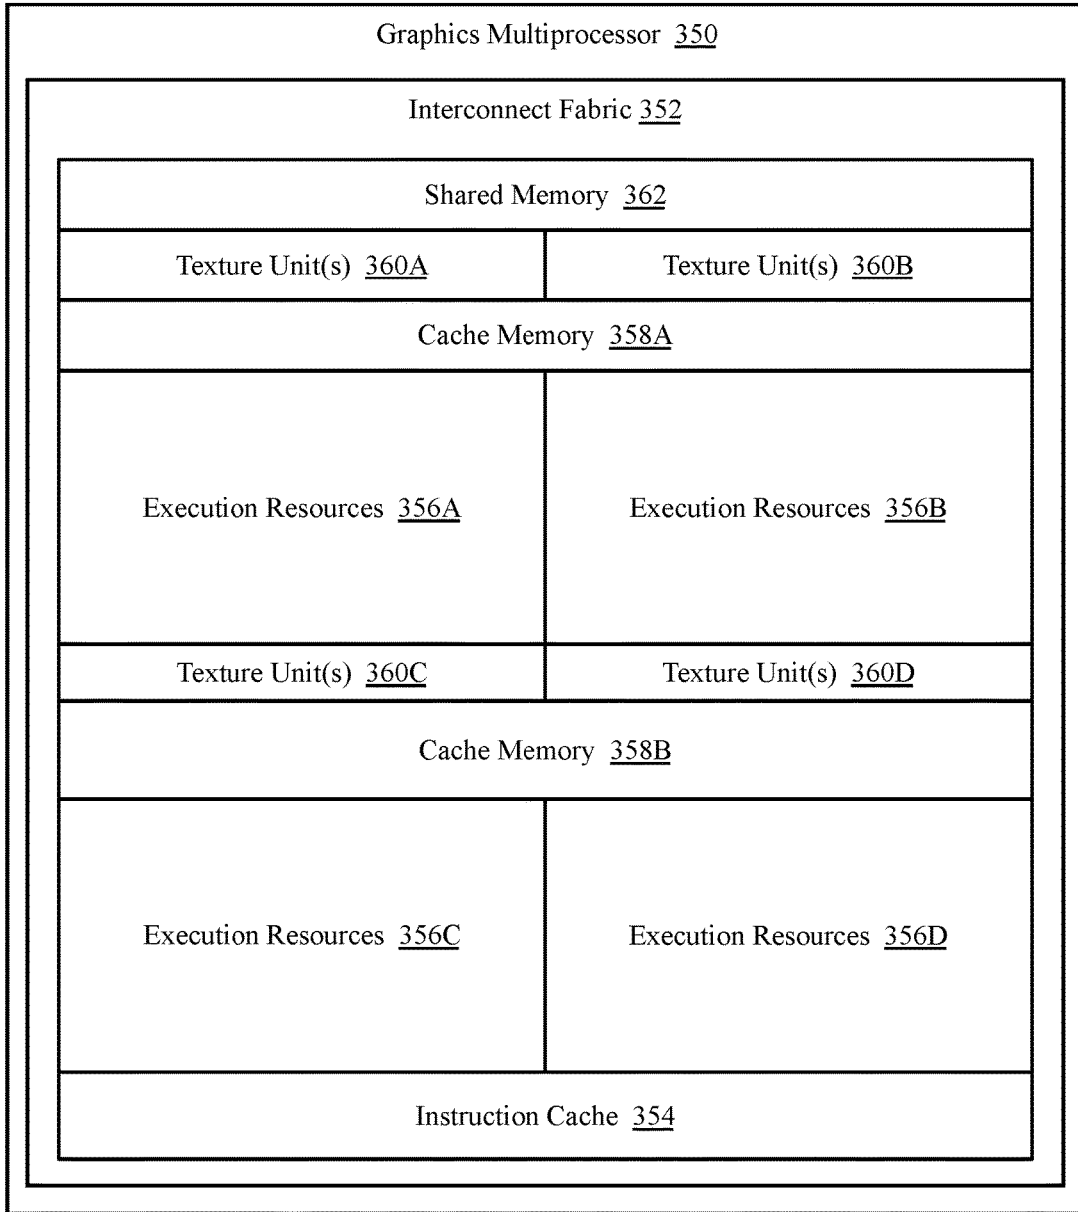 Graphics Multiprocessor 350
Interconnect Fabric 352
Shared Memory 362
Texture Unit(s) 360A
Texture Unit(s) 360B
Cache Memory 358A
Execution Resources 356A
Execution Resources 356B
Texture Unit(s) 360C
Texture Unit(s) 360D
Cache Memory 358B
Execution Resources 356C
Execution Resources 356D
Instruction Cache 354